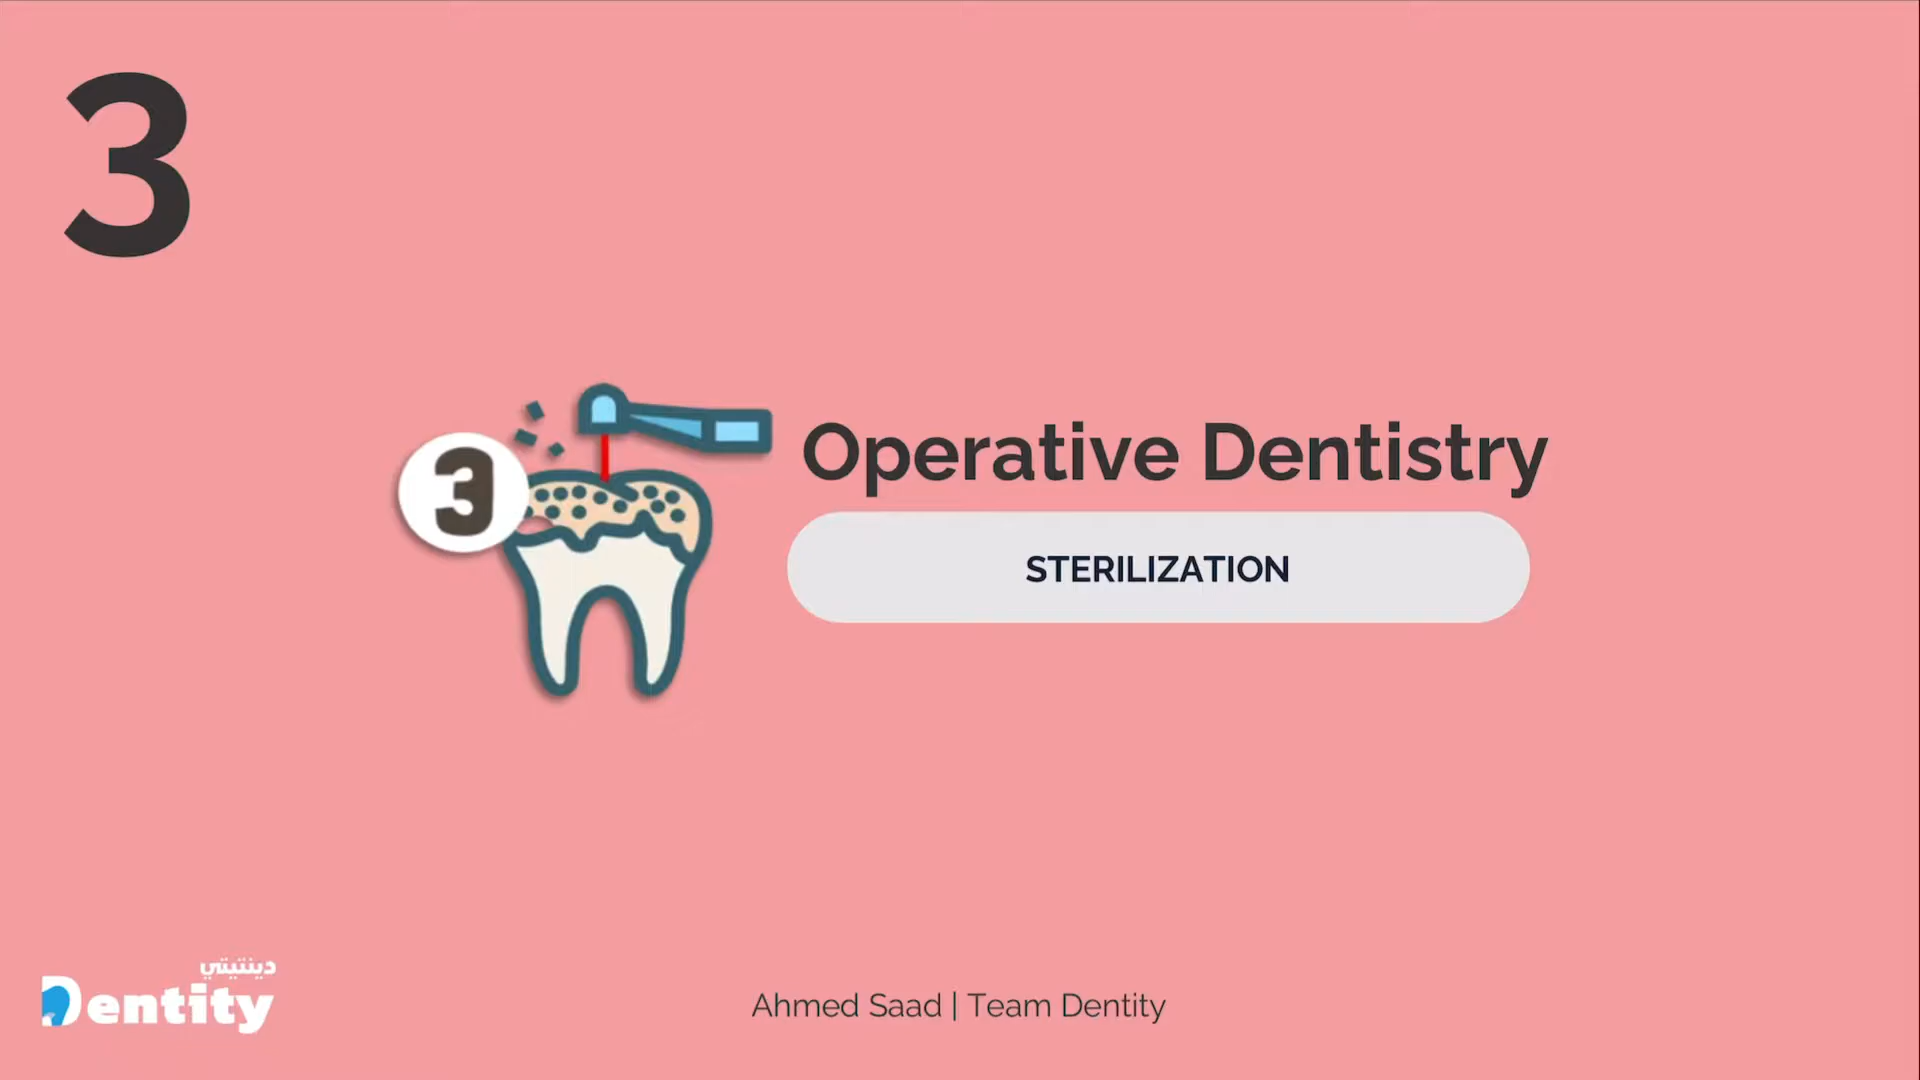 3
3
Operative Dentistry
STERILIZATION
دينتيتي
Dentity
Ahmed Saad | Team Dentity